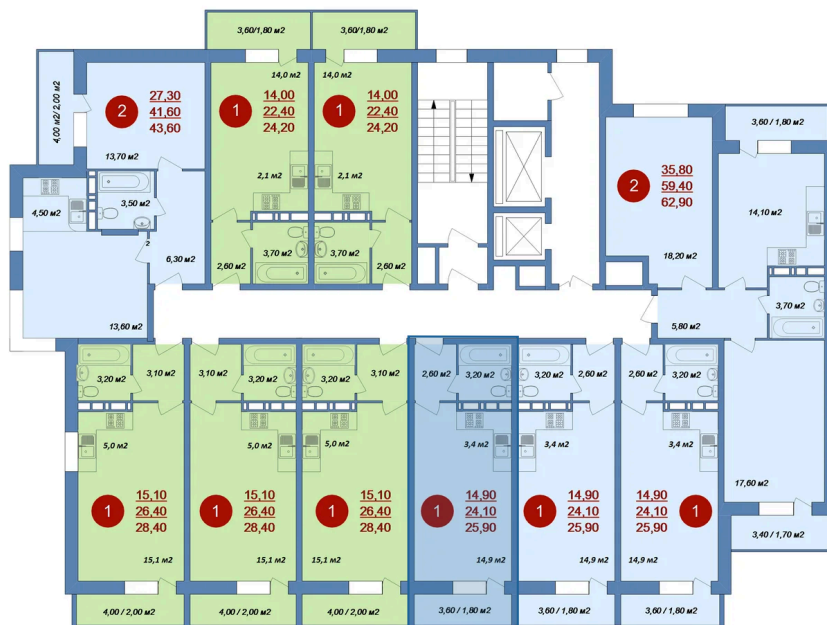 3,60/1,80 м2
3,60/1,80 м2
4,00 м2/ 2,00 м2
2
27,30
41,60
43,60
13,70 м2
14,0 м2
1
14,00
22,40
24,20
2,1 м2
14,0 м2
1
14,00
22,40
24,20
2,1 м2
3,60 / 1,80 м2
2
35,80
59,40
62,90
18,20 м2
14,10 м2
4,50 м2
3,50 м2
2
6,30 м2
13,60 м2
2,60 м2
3,70 м2
3,70 м2
2,60 м2
5,80 м2
3,70 м2
17,60 м2
3,40 / 1,70 м2
3,20 м2
3,10 м2
3,10 м2
3,20 м2
3,20 м2
3,10 м2
2,60 м2
3,20 м2
3,20 м2
2,60 м2
2,60 м2
3,20 м2
5,0 м2
5,0 м2
5,0 м2
3,4 м2
3,4 м2
3,4 м2
1
15,10
26,40
28,40
15,1 м2
1
15,10
26,40
28,40
15,1 м2
1
15,10
26,40
28,40
15,1 м2
1
14,90
24,10
25,90
14,9 м2
1
14,90
24,10
25,90
14,9 м2
14,90
24,10
25,90
1
14,9 м2
4,00 / 2,00 м2
4,00 / 2,00 м2
4,00 / 2,00 м2
3,60 / 1,80 м2
3,60 / 1,80 м2
3,60 / 1,80 м2